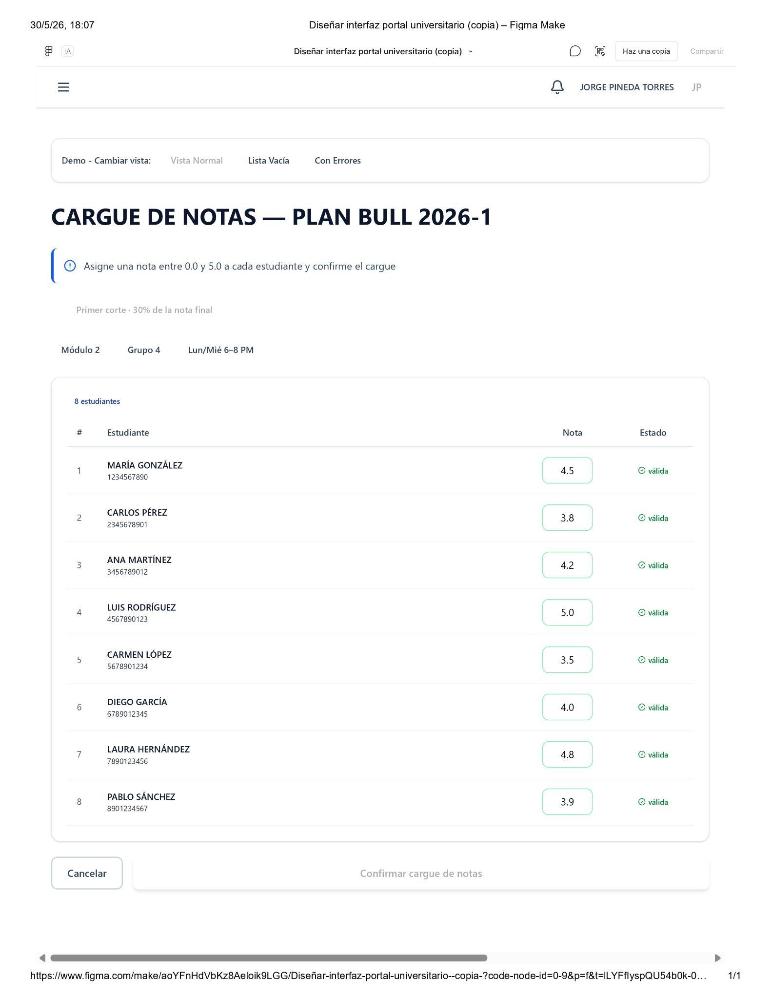 30/5/26, 18:07 Diseñar interfaz portal universitario (copia) – Figma Make
IA Diseñar interfaz portal universitario (copia) Haz una copia Compartir
JORGE PINEDA TORRES JP
Demo - Cambiar vista: Vista Normal Lista Vacía Con Errores
CARGUE DE NOTAS — PLAN BULL 2026-1
Asigne una nota entre 0.0 y 5.0 a cada estudiante y confirme el cargue
Primer corte · 30% de la nota final
Módulo 2 Grupo 4 Lun/Mié 6–8 PM
8 estudiantes
# Estudiante Nota Estado
1 MARÍA GONZÁLEZ 4.5 válida
1234567890
2 CARLOS PÉREZ 3.8 válida
2345678901
3 ANA MARTÍNEZ 4.2 válida
3456789012
4 LUIS RODRÍGUEZ 5.0 válida
4567890123
5 CARMEN LÓPEZ 3.5 válida
5678901234
6 DIEGO GARCÍA 4.0 válida
6789012345
7 LAURA HERNÁNDEZ 4.8 válida
7890123456
8 PABLO SÁNCHEZ 3.9 válida
8901234567
Cancelar Confirmar cargue de notas
https://www.figma.com/make/aoYFnHdVbKz8Aeloik9LGG/Diseñar-interfaz-portal-universitario--copia-?code-node-id=0-9&p=f&t=lLYFflyspQU54b0k-0… 1/1